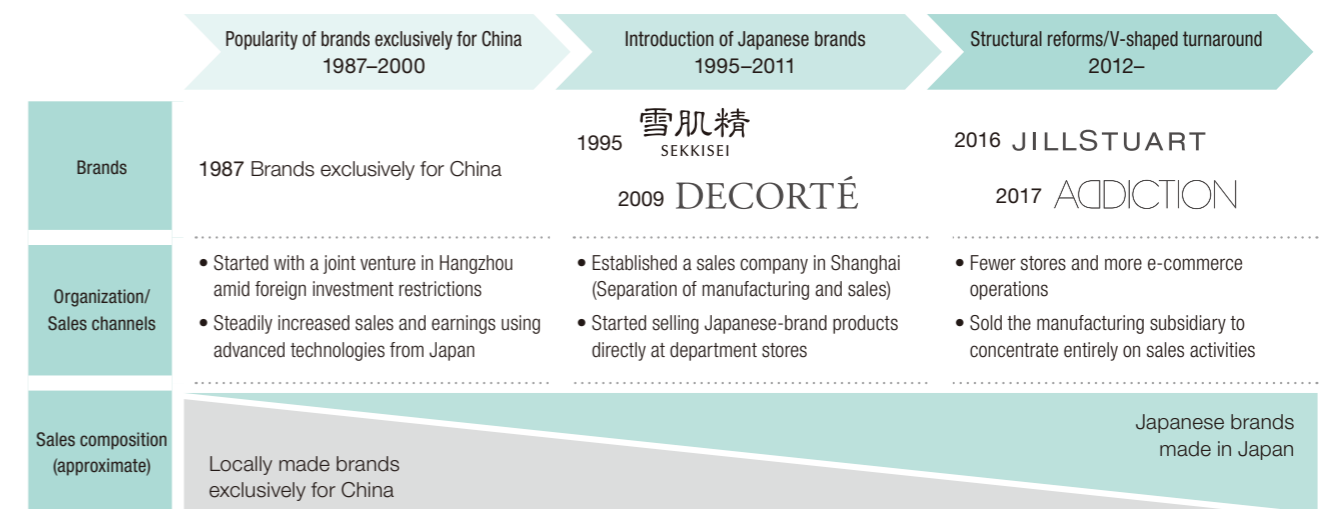 Popularity of brands exclusively for China
1987–2000
Introduction of Japanese brands
1995–2011
Structural reforms/V-shaped turnaround
2012–
Brands
1987 Brands exclusively for China
1995 雪肌精
SEKKISEI
2009 DECORTÉ
2016 JILLSTUART
2017 ADDICTION
Organization/
Sales channels
• Started with a joint venture in Hangzhou
amid foreign investment restrictions
• Steadily increased sales and earnings using
advanced technologies from Japan
• Established a sales company in Shanghai
(Separation of manufacturing and sales)
• Started selling Japanese-brand products
directly at department stores
• Fewer stores and more e-commerce
operations
• Sold the manufacturing subsidiary to
concentrate entirely on sales activities
Sales composition
(approximate)
Locally made brands
exclusively for China
Japanese brands
made in Japan